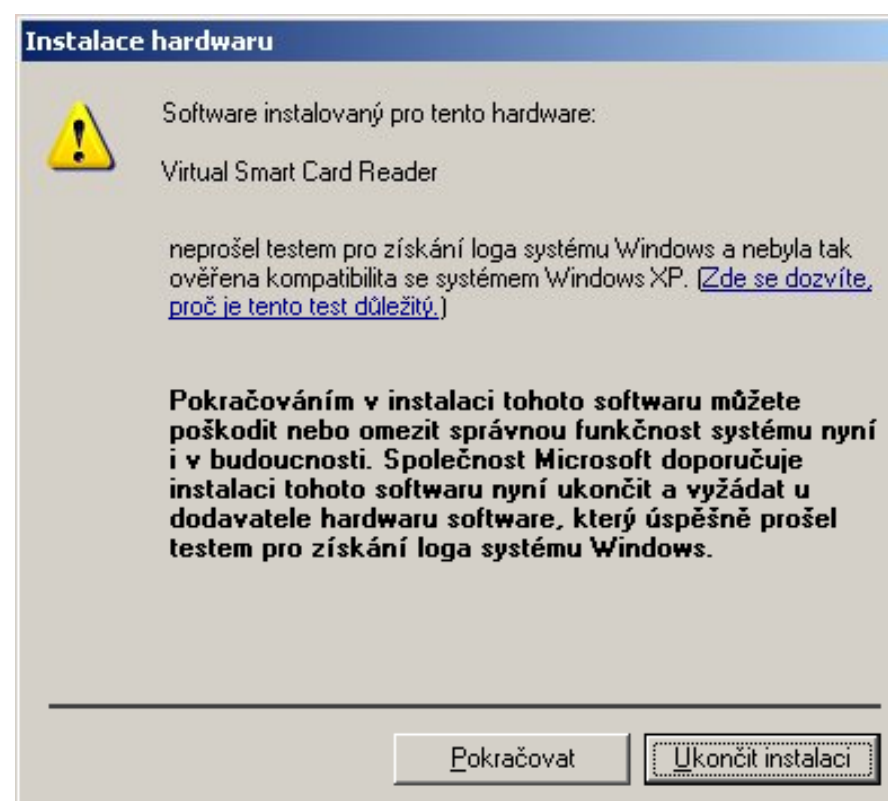 Instalace hardwaru
Software instalovaný pro tento hardware:
Virtual Smart Card Reader
neprošel testem pro získání loga systému Windows a nebyla tak
ověřena kompatibilita se systémem Windows XP. (Zde se dozvíte,
proč je tento test důležitý.)
Pokračováním v instalaci tohoto softwaru můžete
poškodit nebo omezit správnou funkčnost systému nyní
i v budoucnosti. Společnost Microsoft doporučuje
instalaci tohoto softwaru nyní ukončit a vyžádat u
dodavatele hardwaru software, který úspěšně prošel
testem pro získání loga systému Windows.
Pokračovat Ukončit instalaci